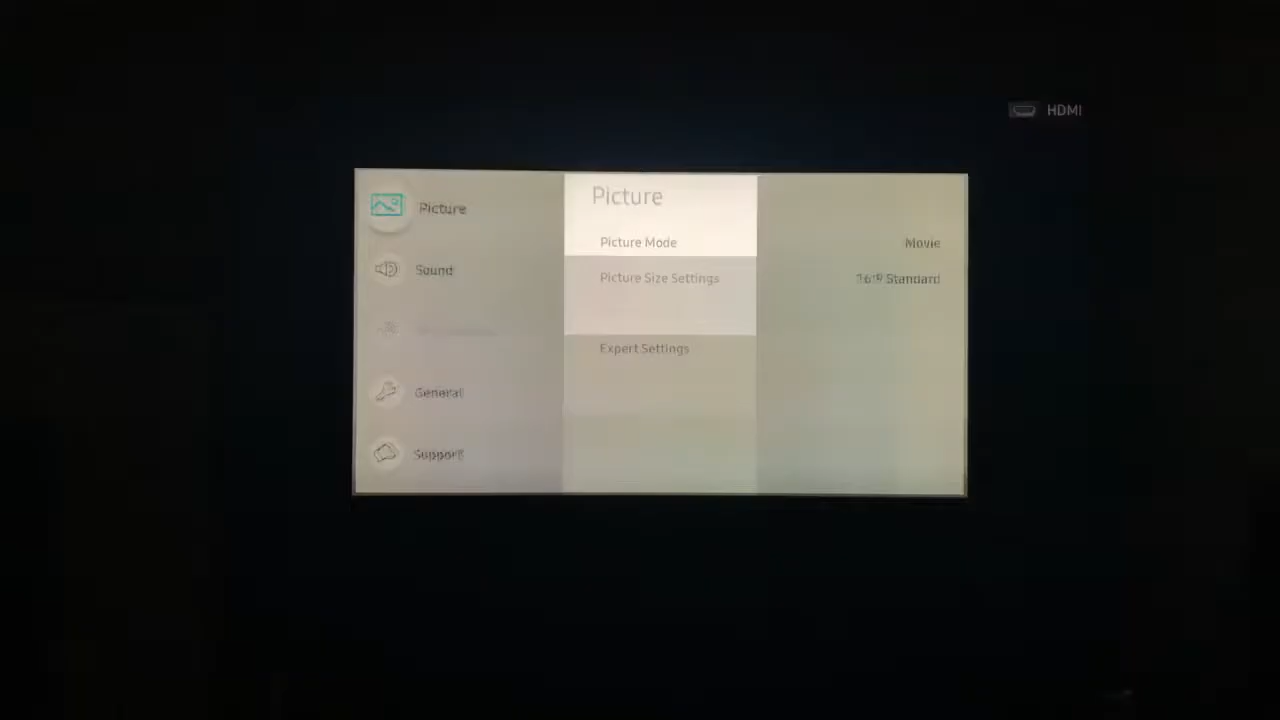 HDMI
Picture
Picture
Picture Mode
Movie
Sound
Picture Size Settings
16:9 Standard
Expert Settings
General
Support